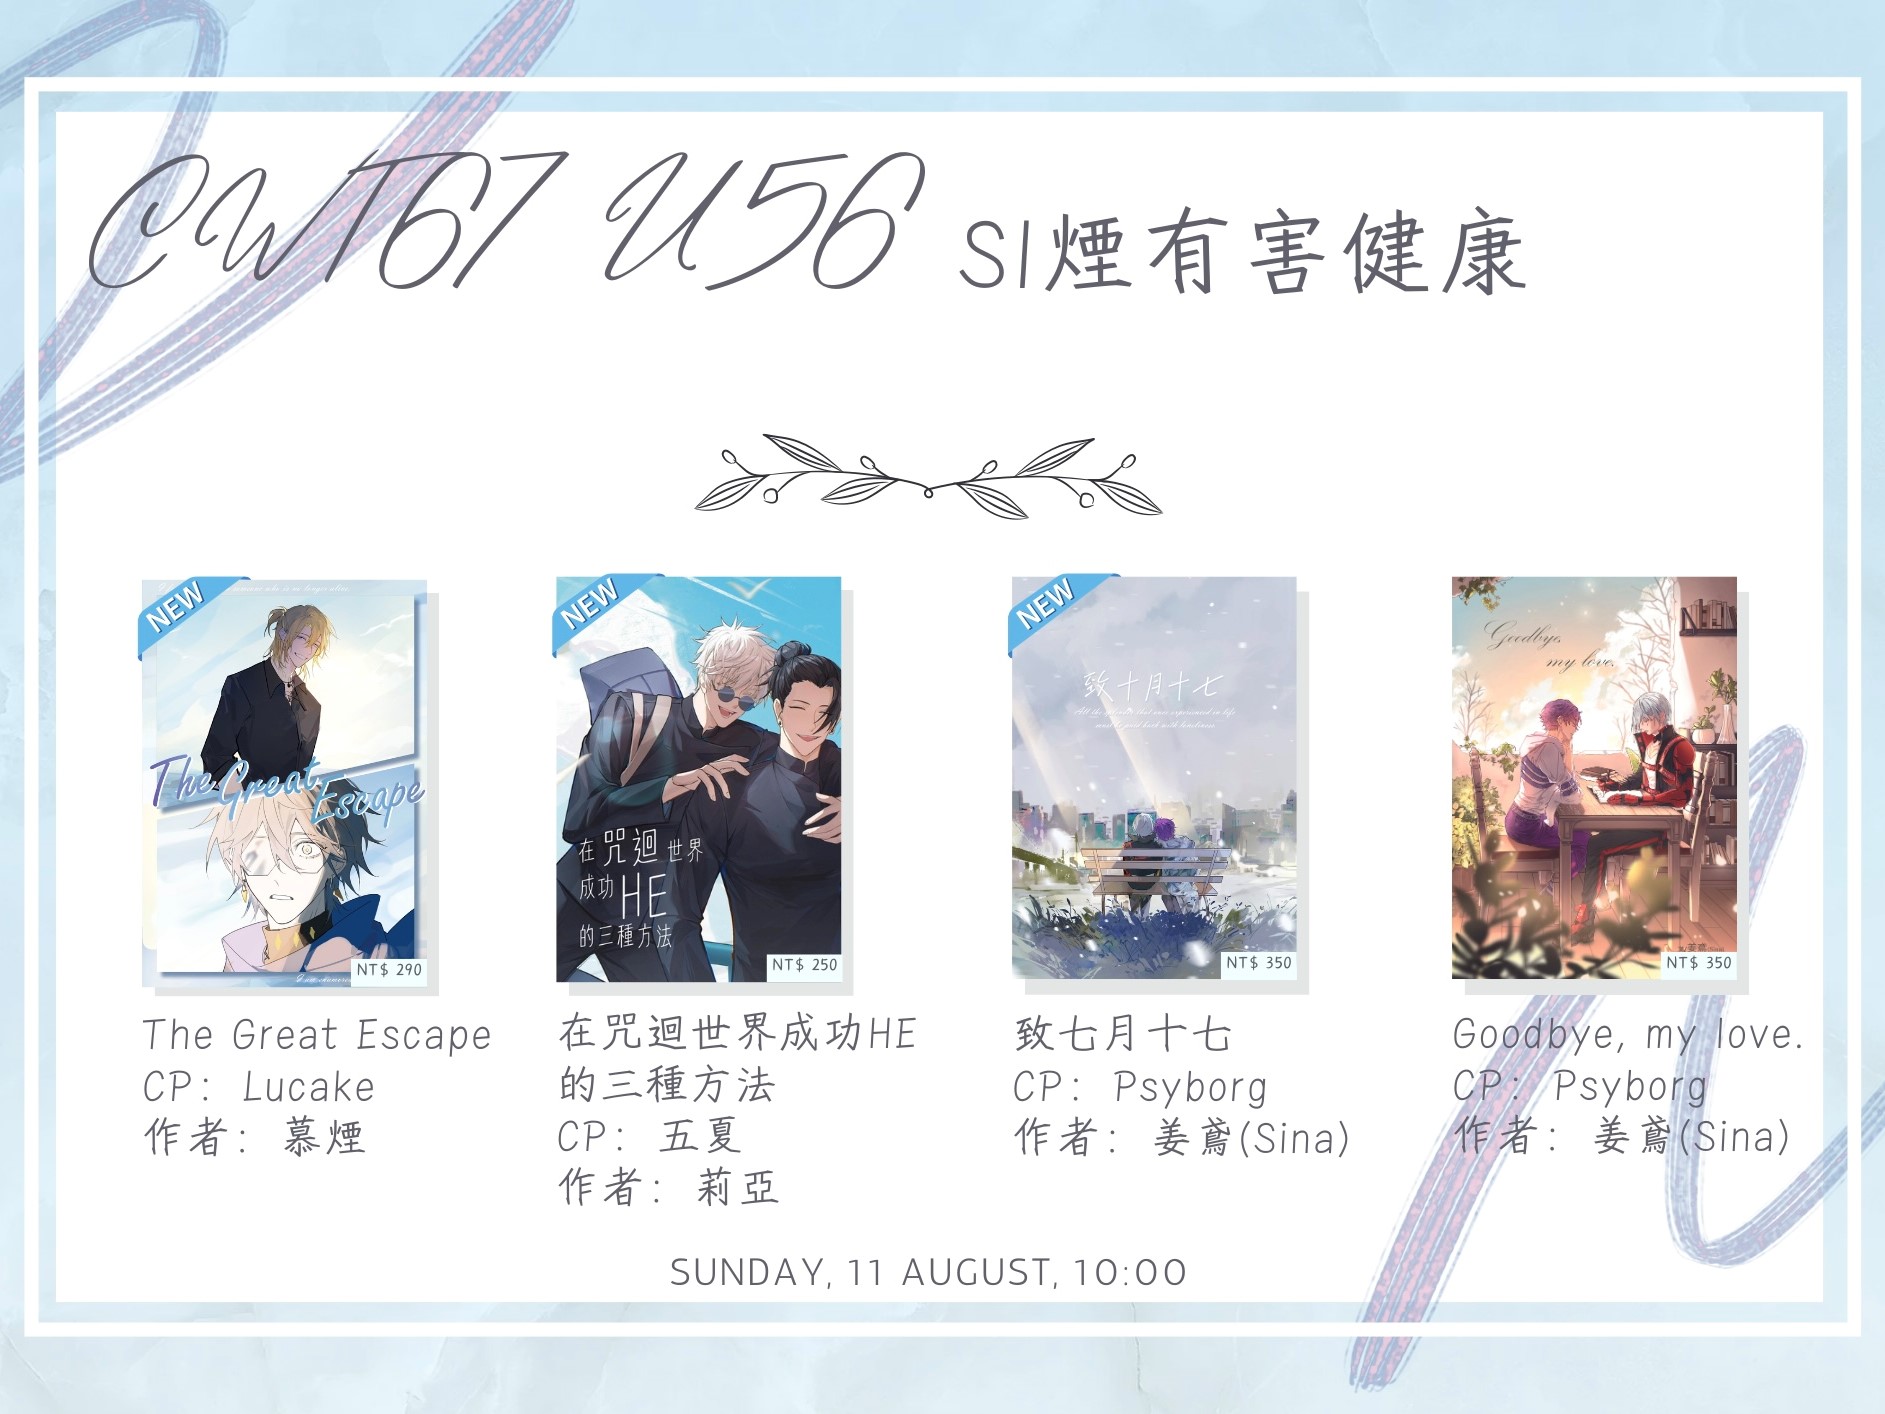 CWT67 U56 SI煙有害健康
NEW
The Great
Escape
NT$ 290
The Great Escape
CP: Lucake
作者: 慕煙
NEW
在咒迴世界
成功HE
的三種方法
NT$ 250
在咒迴世界成功HE
的三種方法
CP: 五夏
作者: 莉亞
NEW
致十月十七
NT$ 350
致七月十七
CP: Psyborg
作者: 姜鳶(Sina)
Goodbye,
my love.
NT$ 350
Goodbye, my love.
CP: Psyborg
作者: 姜鳶(Sina)
SUNDAY, 11 AUGUST, 10:00